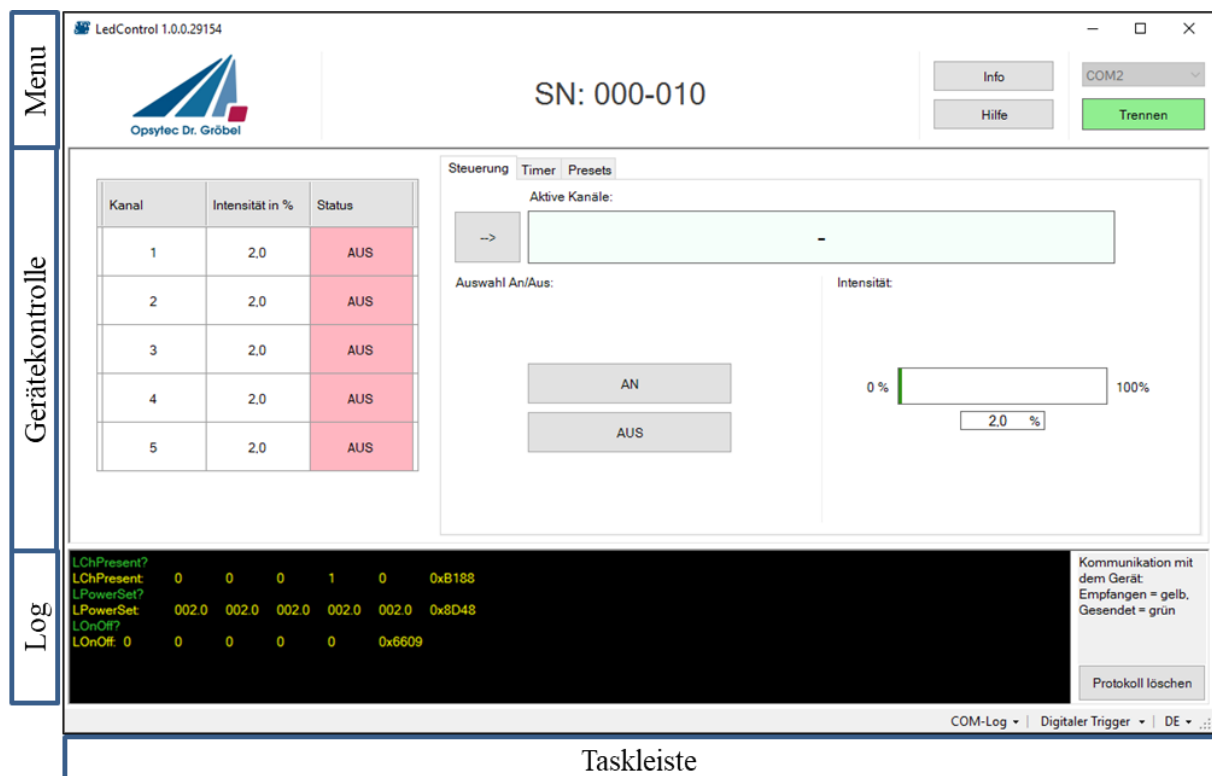 Menu
LedControl 1.0.0.29154
Opsytec Dr. Gröbel
SN: 000-010
Info
Hilfe
COM2
Trennen
Gerätekontrolle
Kanal Intensität in % Status
1 2,0 AUS
2 2,0 AUS
3 2,0 AUS
4 2,0 AUS
5 2,0 AUS
Steuerung Timer Presets
Aktive Kanäle:
--> -
Auswahl An/Aus:
AN
AUS
Intensität:
0 % 100%
2,0 %
Log
LChPresent?
LChPresent: 0 0 0 1 0 0xB188
LPowerSet?
LPowerSet: 002.0 002.0 002.0 002.0 002.0 0x8D48
LOnOff?
LOnOff: 0 0 0 0 0 0x6609
Kommunikation mit
dem Gerät:
Empfangen = gelb,
Gesendet = grün
Protokoll löschen
COM-Log Digitaler Trigger DE
Taskleiste